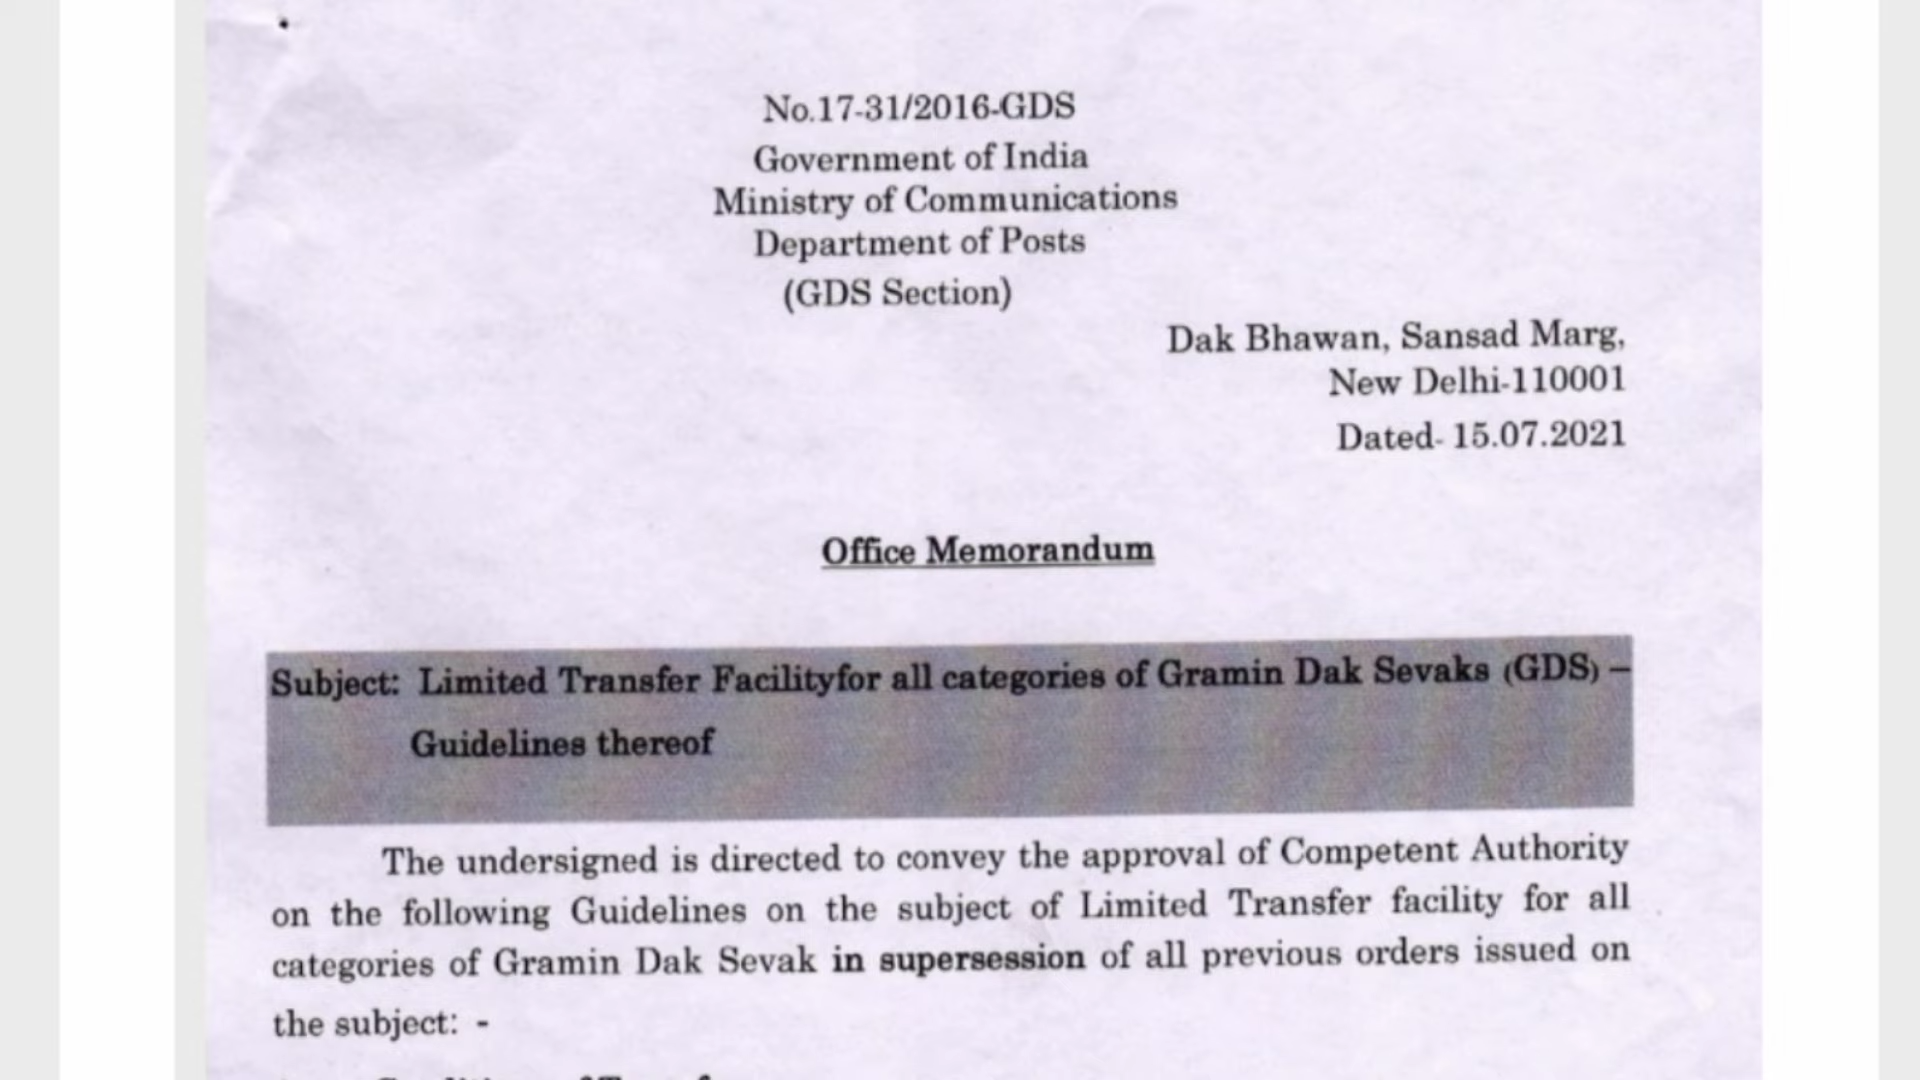 No.17-31/2016-GDS
Government of India
Ministry of Communications
Department of Posts
(GDS Section)
Dak Bhawan, Sansad Marg,
New Delhi-110001
Dated- 15.07.2021
Office Memorandum
Subject: Limited Transfer Facilityfor all categories of Gramin Dak Sevaks (GDS) –
Guidelines thereof
The undersigned is directed to convey the approval of Competent Authority
on the following Guidelines on the subject of Limited Transfer facility for all
categories of Gramin Dak Sevak in supersession of all previous orders issued on
the subject: -